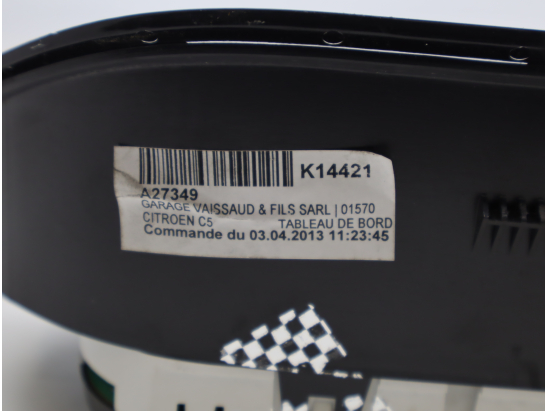 K14421
A27349
GARAGE VAISSAUD & FILS SARL | 01570
CITROEN C5 TABLEAU DE BORD
Commande du 03.04.2013 11:23:45